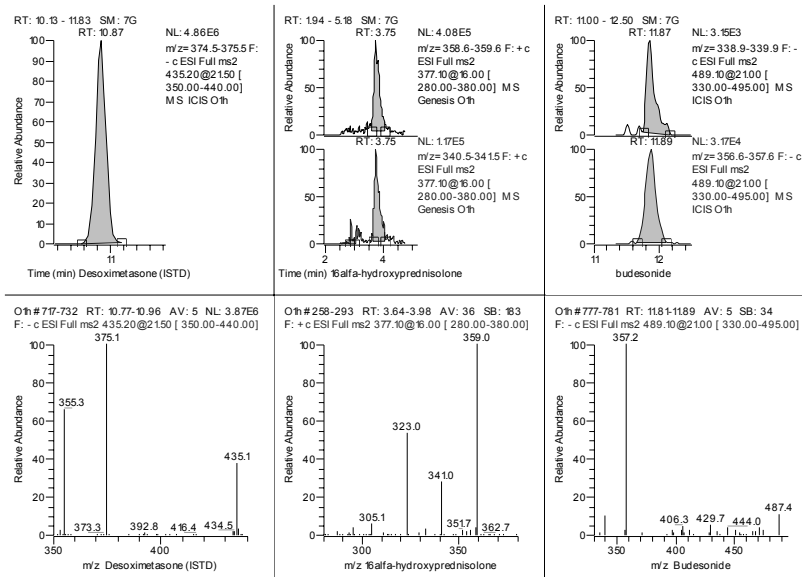 RT: 10.13 - 11.83 SM: 7G
RT: 10.87
NL: 4.86E6
m/z= 374.5-375.5 F:
- c ESI Full ms2
435.20@21.50 [
350.00-440.00]
MS ICIS O1h
100
90
80
70
60
50
40
30
20
10
0
Relative Abundance
11
Time (min) Desoximetasone (ISTD)
RT: 1.94 - 5.18 SM: 7G
RT: 3.75
NL: 4.08E5
m/z= 358.6-359.6 F: + c
ESI Full ms2
377.10@16.00 [
280.00-380.00] MS
Genesis O1h
100
50
0
RT: 3.75
NL: 1.17E5
m/z= 340.5-341.5 F: + c
ESI Full ms2
377.10@16.00 [
280.00-380.00] MS
Genesis O1h
100
50
0
Relative Abundance
2 4
Time (min) 16alfa-hydroxyprednisolone
RT: 11.00 - 12.50 SM: 7G
RT: 11.87
NL: 3.15E3
m/z= 338.9-339.9 F: -
c ESI Full ms2
489.10@21.00 [
330.00-495.00] MS
ICIS O1h
100
50
0
RT: 11.89
NL: 3.17E4
m/z= 356.6-357.6 F: - c
ESI Full ms2
489.10@21.00 [
330.00-495.00] MS
ICIS O1h
100
50
Relative Abundance
11 12
budesonide
O1h # 717-732 RT: 10.77-10.96 AV: 5 NL: 3.87E6
F: - c ESI Full ms2 435.20@21.50 [ 350.00-440.00]
375.1
355.3
435.1
373.3
392.8
416.4
434.5
100
80
60
40
20
0
Relative Abundance
350 400
m/z Desoximetasone (ISTD)
O1h # 258-293 RT: 3.64-3.98 AV: 36 SB: 183
F: + c ESI Full ms2 377.10@16.00 [ 280.00-380.00]
359.0
323.0
341.0
305.1
351.7
362.7
100
80
60
40
20
0
Relative Abundance
300 350
m/z 16alfa-hydroxyprednisolone
O1h # 777-781 RT: 11.81-11.89 AV: 5 SB: 34
F: - c ESI Full ms2 489.10@21.00 [ 330.00-495.00]
357.2
406.3
429.7
444.0
487.4
100
80
60
40
20
0
Relative Abundance
350 400 450
m/z Budesonide